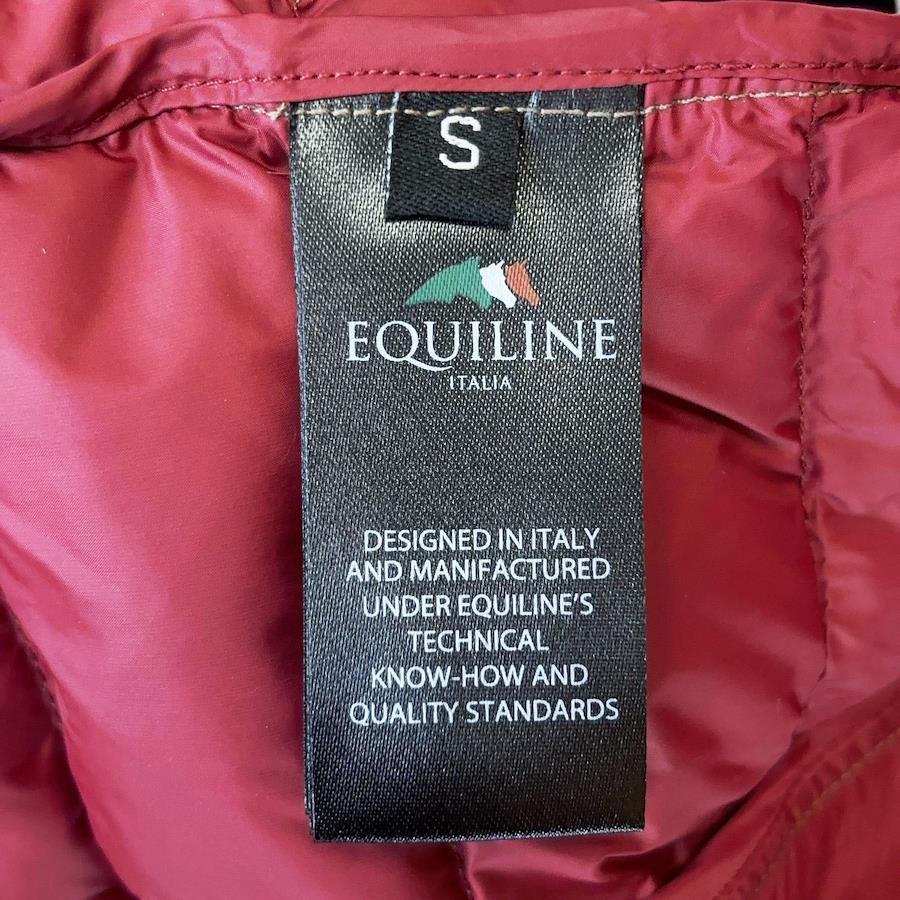 S
EQUILINE
ITALIA
DESIGNED IN ITALY
AND MANIFACTURED
UNDER EQUILINE'S
TECHNICAL
KNOW-HOW AND
QUALITY STANDARDS